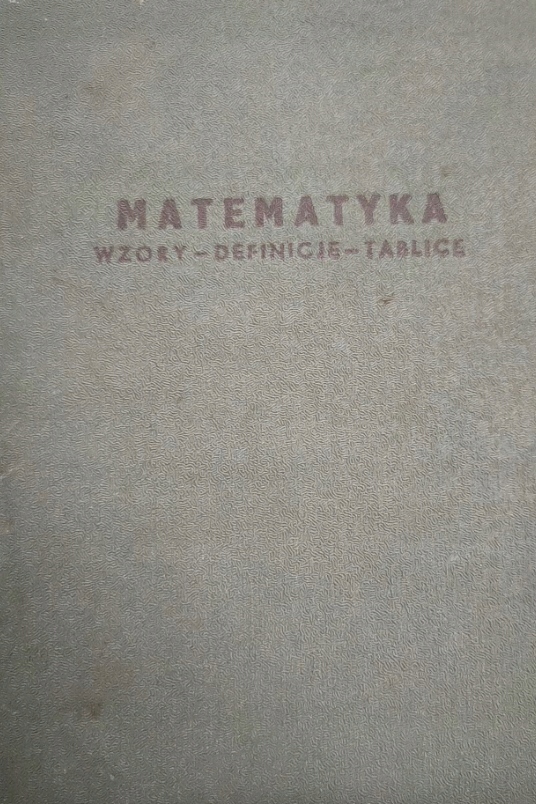 MATEMATYKA
WZORY – DEFINICJE – TABLICE